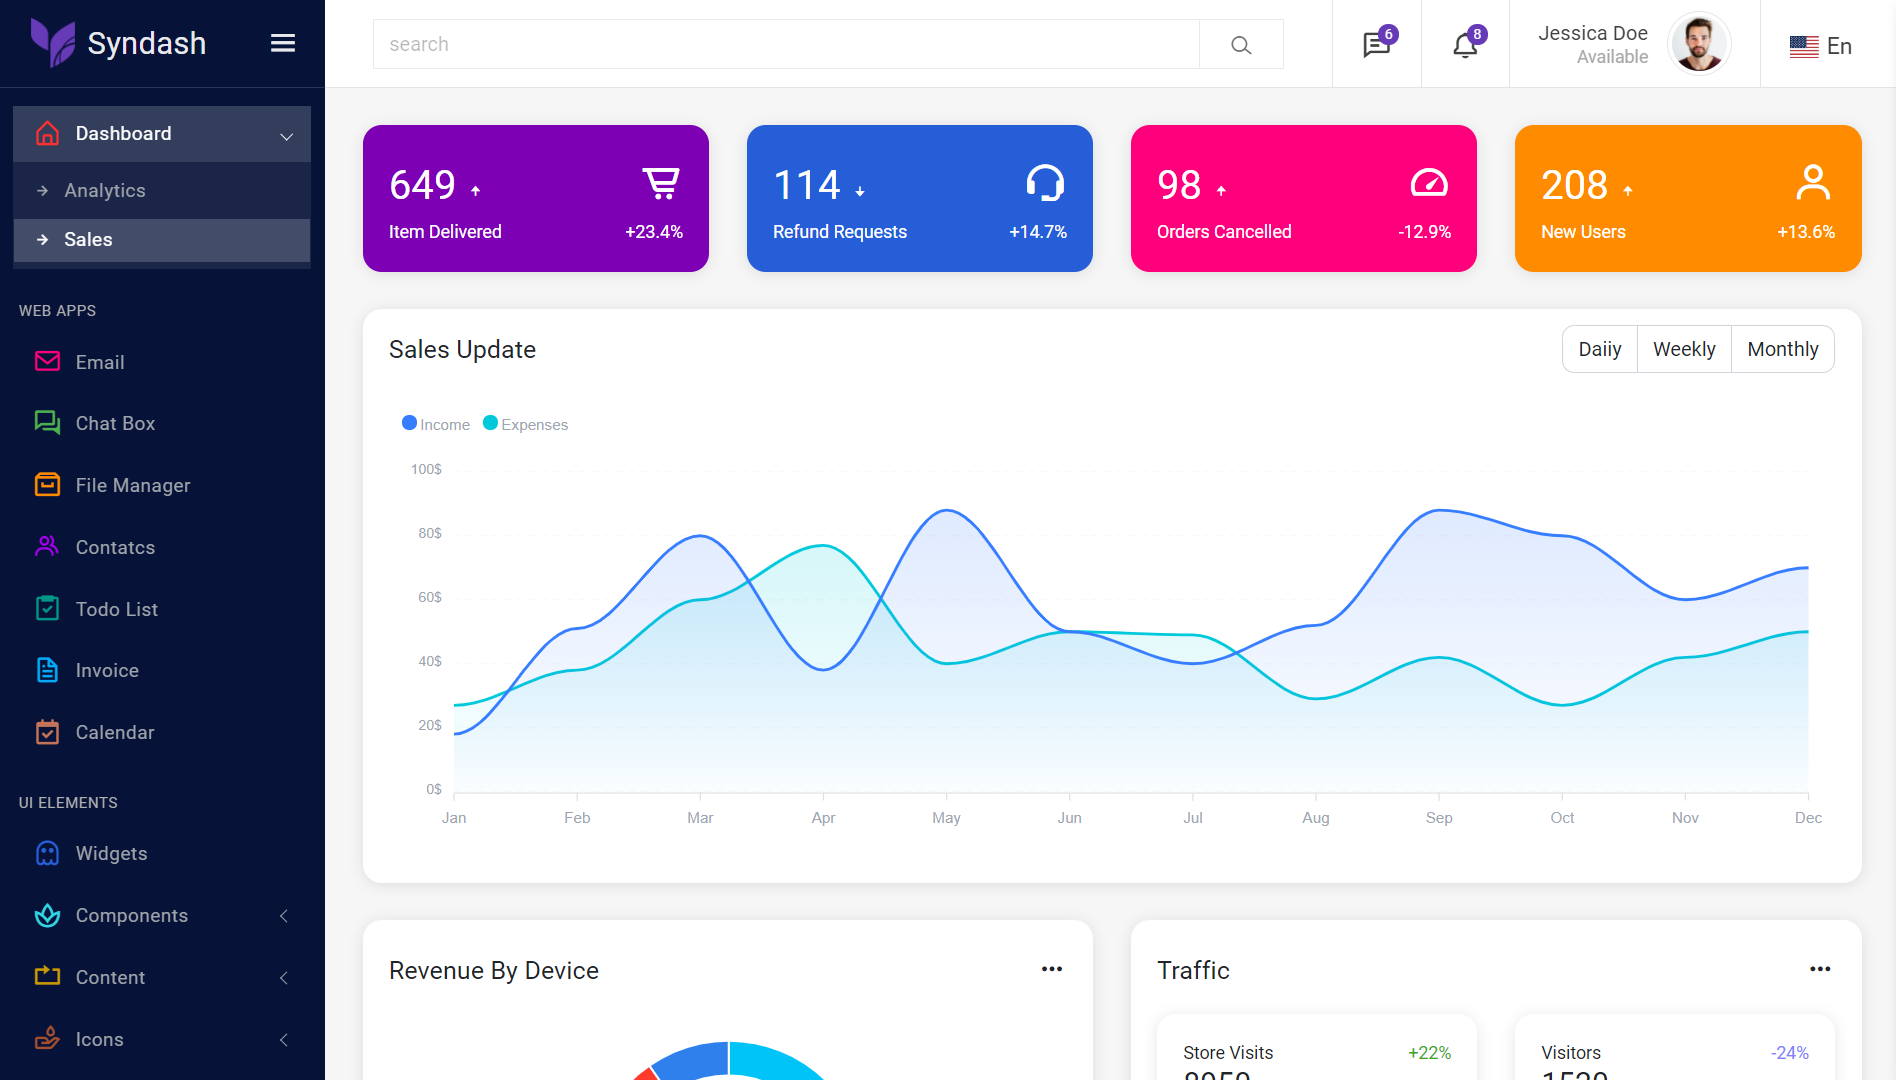 Syndash
search
6
8
Jessica Doe
Available
En
Dashboard
Analytics
Sales
WEB APPS
Email
Chat Box
File Manager
Contatcs
Todo List
Invoice
Calendar
UI ELEMENTS
Widgets
Components
Content
Icons
649
Item Delivered +23.4%
114
Refund Requests +14.7%
98
Orders Cancelled -12.9%
208
New Users +13.6%
Sales Update
Daiiy Weekly Monthly
Income Expenses
100$
80$
60$
40$
20$
0$
Jan Feb Mar Apr May Jun Jul Aug Sep Oct Nov Dec
Revenue By Device
Traffic
Store Visits +22%
Visitors -24%